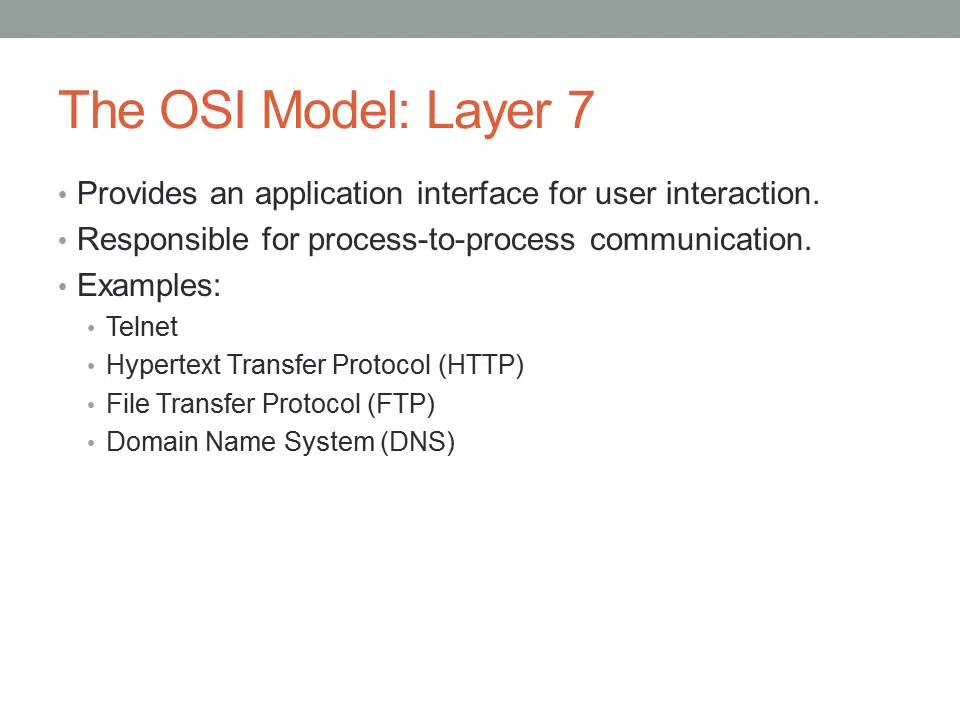 The OSI Model: Layer 7
• Provides an application interface for user interaction.
• Responsible for process-to-process communication.
• Examples:
• Telnet
• Hypertext Transfer Protocol (HTTP)
• File Transfer Protocol (FTP)
• Domain Name System (DNS)